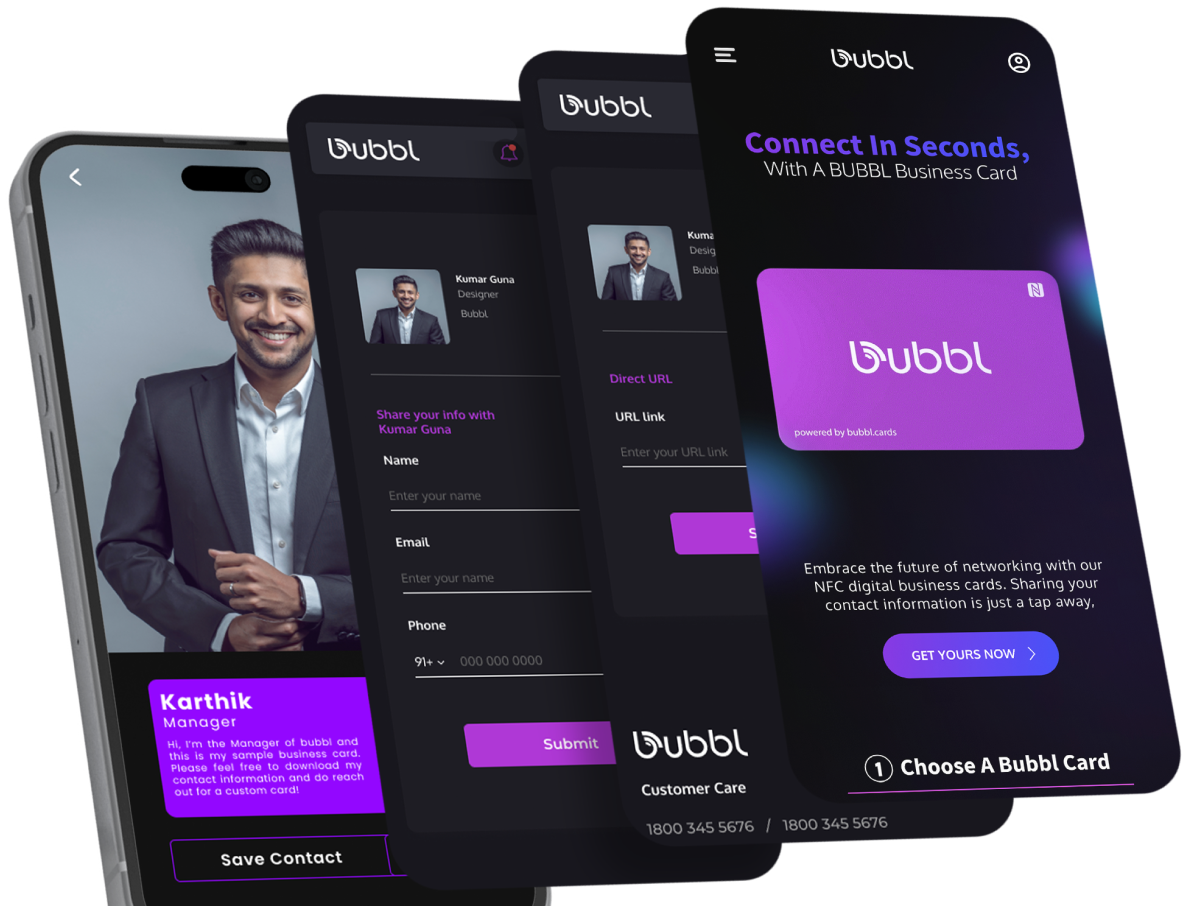 Karthik
Manager
Hi, I'm the Manager of bubbl and
this is my sample business card.
Please feel free to download my
contact information and do reach
out for a custom card!
Save Contact
bubbl
Kumar Guna
Designer
Bubbl
Share your info with
Kumar Guna
Name
Enter your name
Email
Enter your name
Phone
91+ 000 000 0000
Submit
bubbl
Direct URL
URL link
Enter your URL link
bubbl
Customer Care
1800 345 5676 / 1800 345 5676
bubbl
Connect In Seconds,
With A BUBBL Business Card
bubbl
powered by bubbl.cards
Embrace the future of networking with our
NFC digital business cards. Sharing your
contact information is just a tap away,
GET YOURS NOW
1 Choose A Bubbl Card